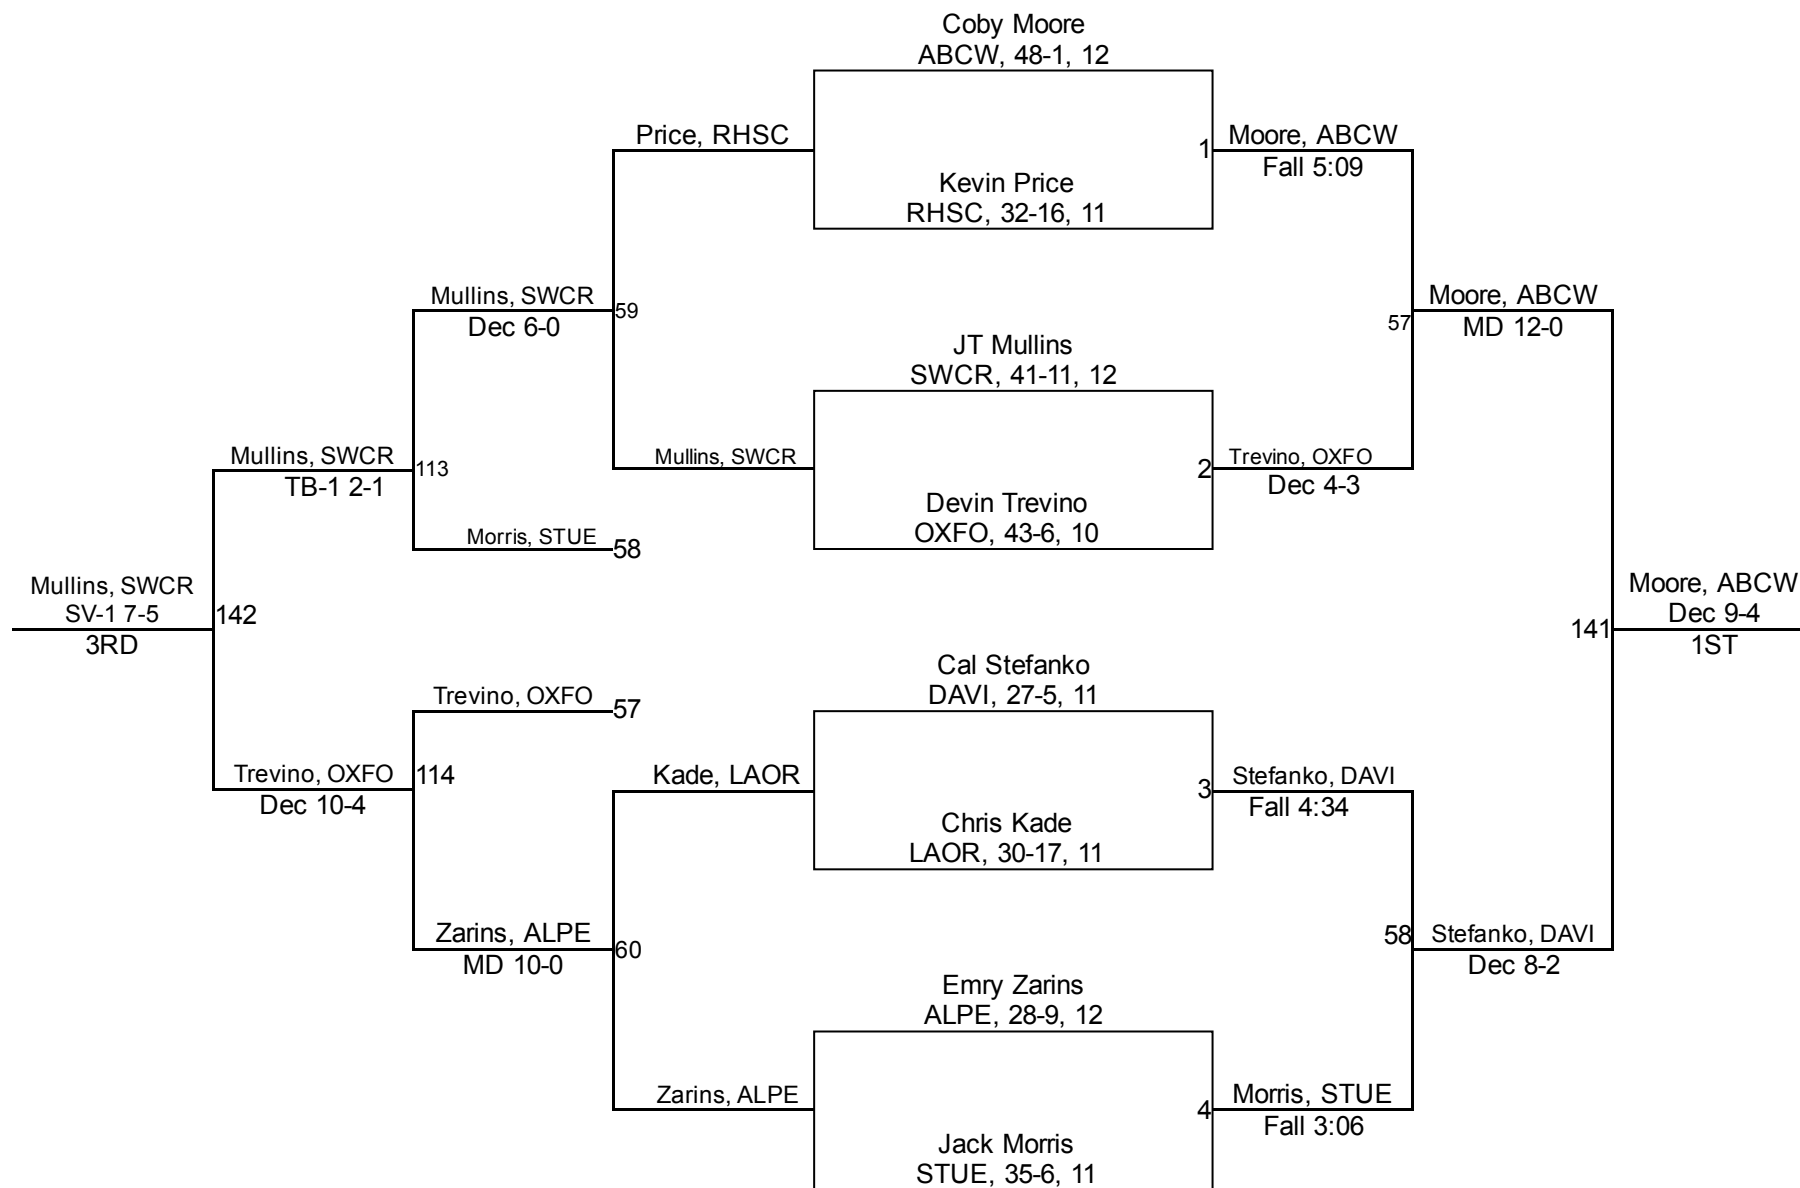 Coby Moore
ABCW, 48-1, 12
Price, RHSC
1
Moore, ABCW
Fall 5:09
Kevin Price
RHSC, 32-16, 11
Mullins, SWCR
Dec 6-0
59
57
Moore, ABCW
MD 12-0
JT Mullins
SWCR, 41-11, 12
Mullins, SWCR
TB-1 2-1
113
Mullins, SWCR
2
Trevino, OXFO
Dec 4-3
Devin Trevino
OXFO, 43-6, 10
Morris, STUE
58
Mullins, SWCR
SV-1 7-5
3RD
142
141
Moore, ABCW
Dec 9-4
1ST
Cal Stefanko
DAVI, 27-5, 11
Trevino, OXFO
57
Trevino, OXFO
Dec 10-4
114
Kade, LAOR
3
Stefanko, DAVI
Fall 4:34
Chris Kade
LAOR, 30-17, 11
Zarins, ALPE
MD 10-0
60
58
Stefanko, DAVI
Dec 8-2
Emry Zarins
ALPE, 28-9, 12
Zarins, ALPE
4
Morris, STUE
Fall 3:06
Jack Morris
STUE, 35-6, 11